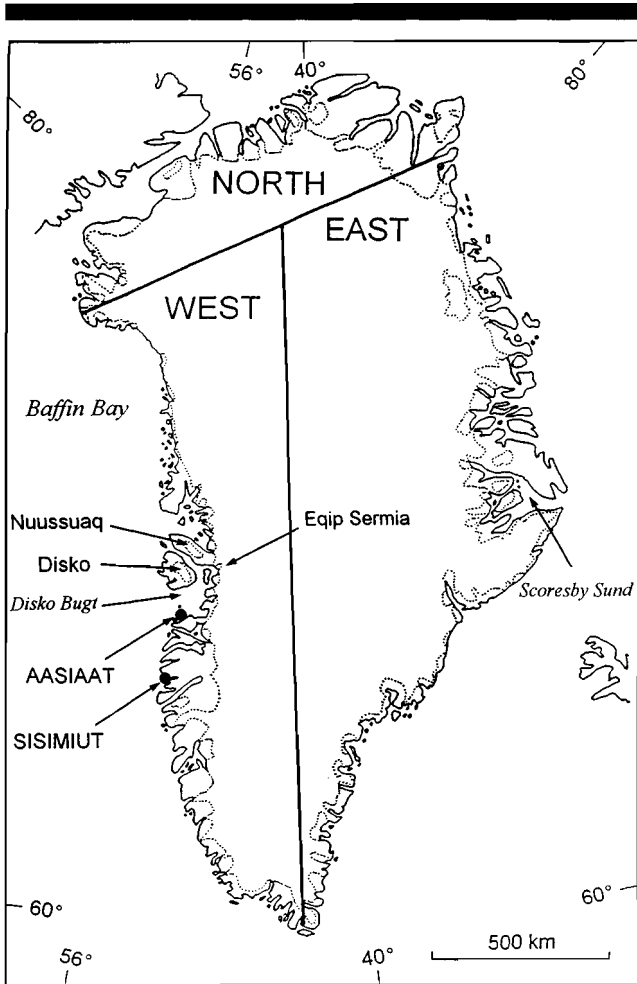 56° 40°
80°
80°
NORTH
EAST
WEST
Baffin Bay
Nuussuaq
Eqip Sermia
Disko
Disko Bugt
Scoresby Sund
AASIAAT
SISIMIUT
60°
60°
500 km
56°
40°